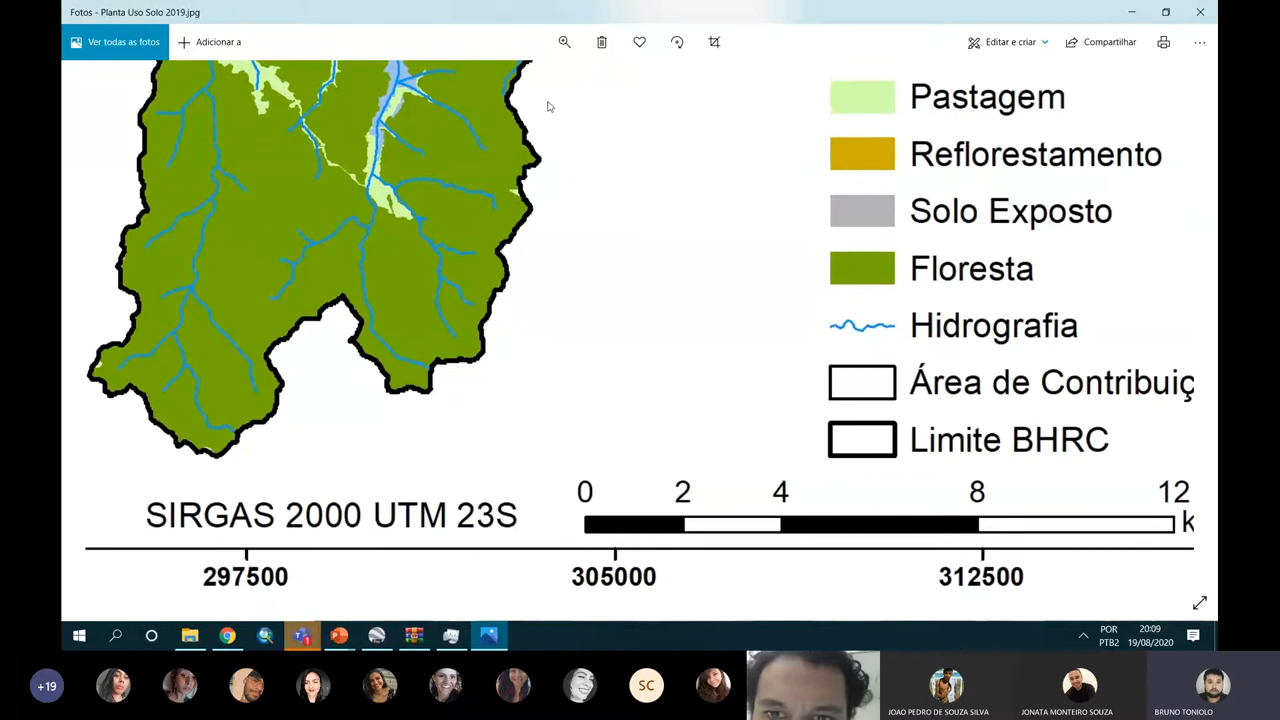 Fotos - Planta Uso Solo 2019.jpg
Ver todas as fotos
Adicionar a
Editar e criar
Compartilhar
Pastagem
Reflorestamento
Solo Exposto
Floresta
Hidrografia
Área de Contribuiç
Limite BHRC
0 2 4 8 12
k
SIRGAS 2000 UTM 23S
297500 305000 312500
POR
PTB2
20:09
19/08/2020
+19
SC
JOAO PEDRO DE SOUZA SILVA
JONATA MONTEIRO SOUZA
BRUNO TONIOLO